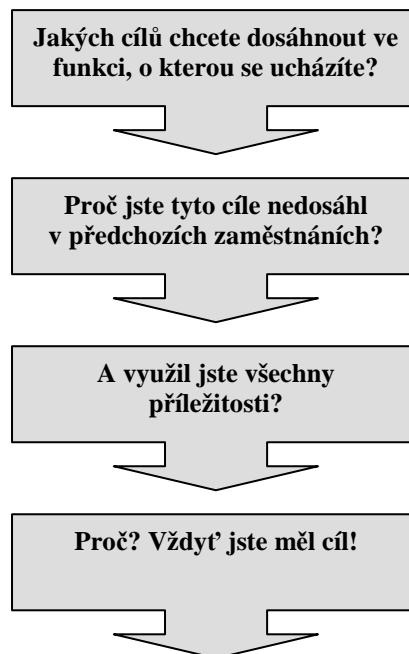 Jakých cílů chcete dosáhnout ve
funkci, o kterou se ucházíte?
Proč jste tyto cíle nedosáhl
v předchozích zaměstnáních?
A využil jste všechny
příležitosti?
Proč? Vždyť jste měl cíl!